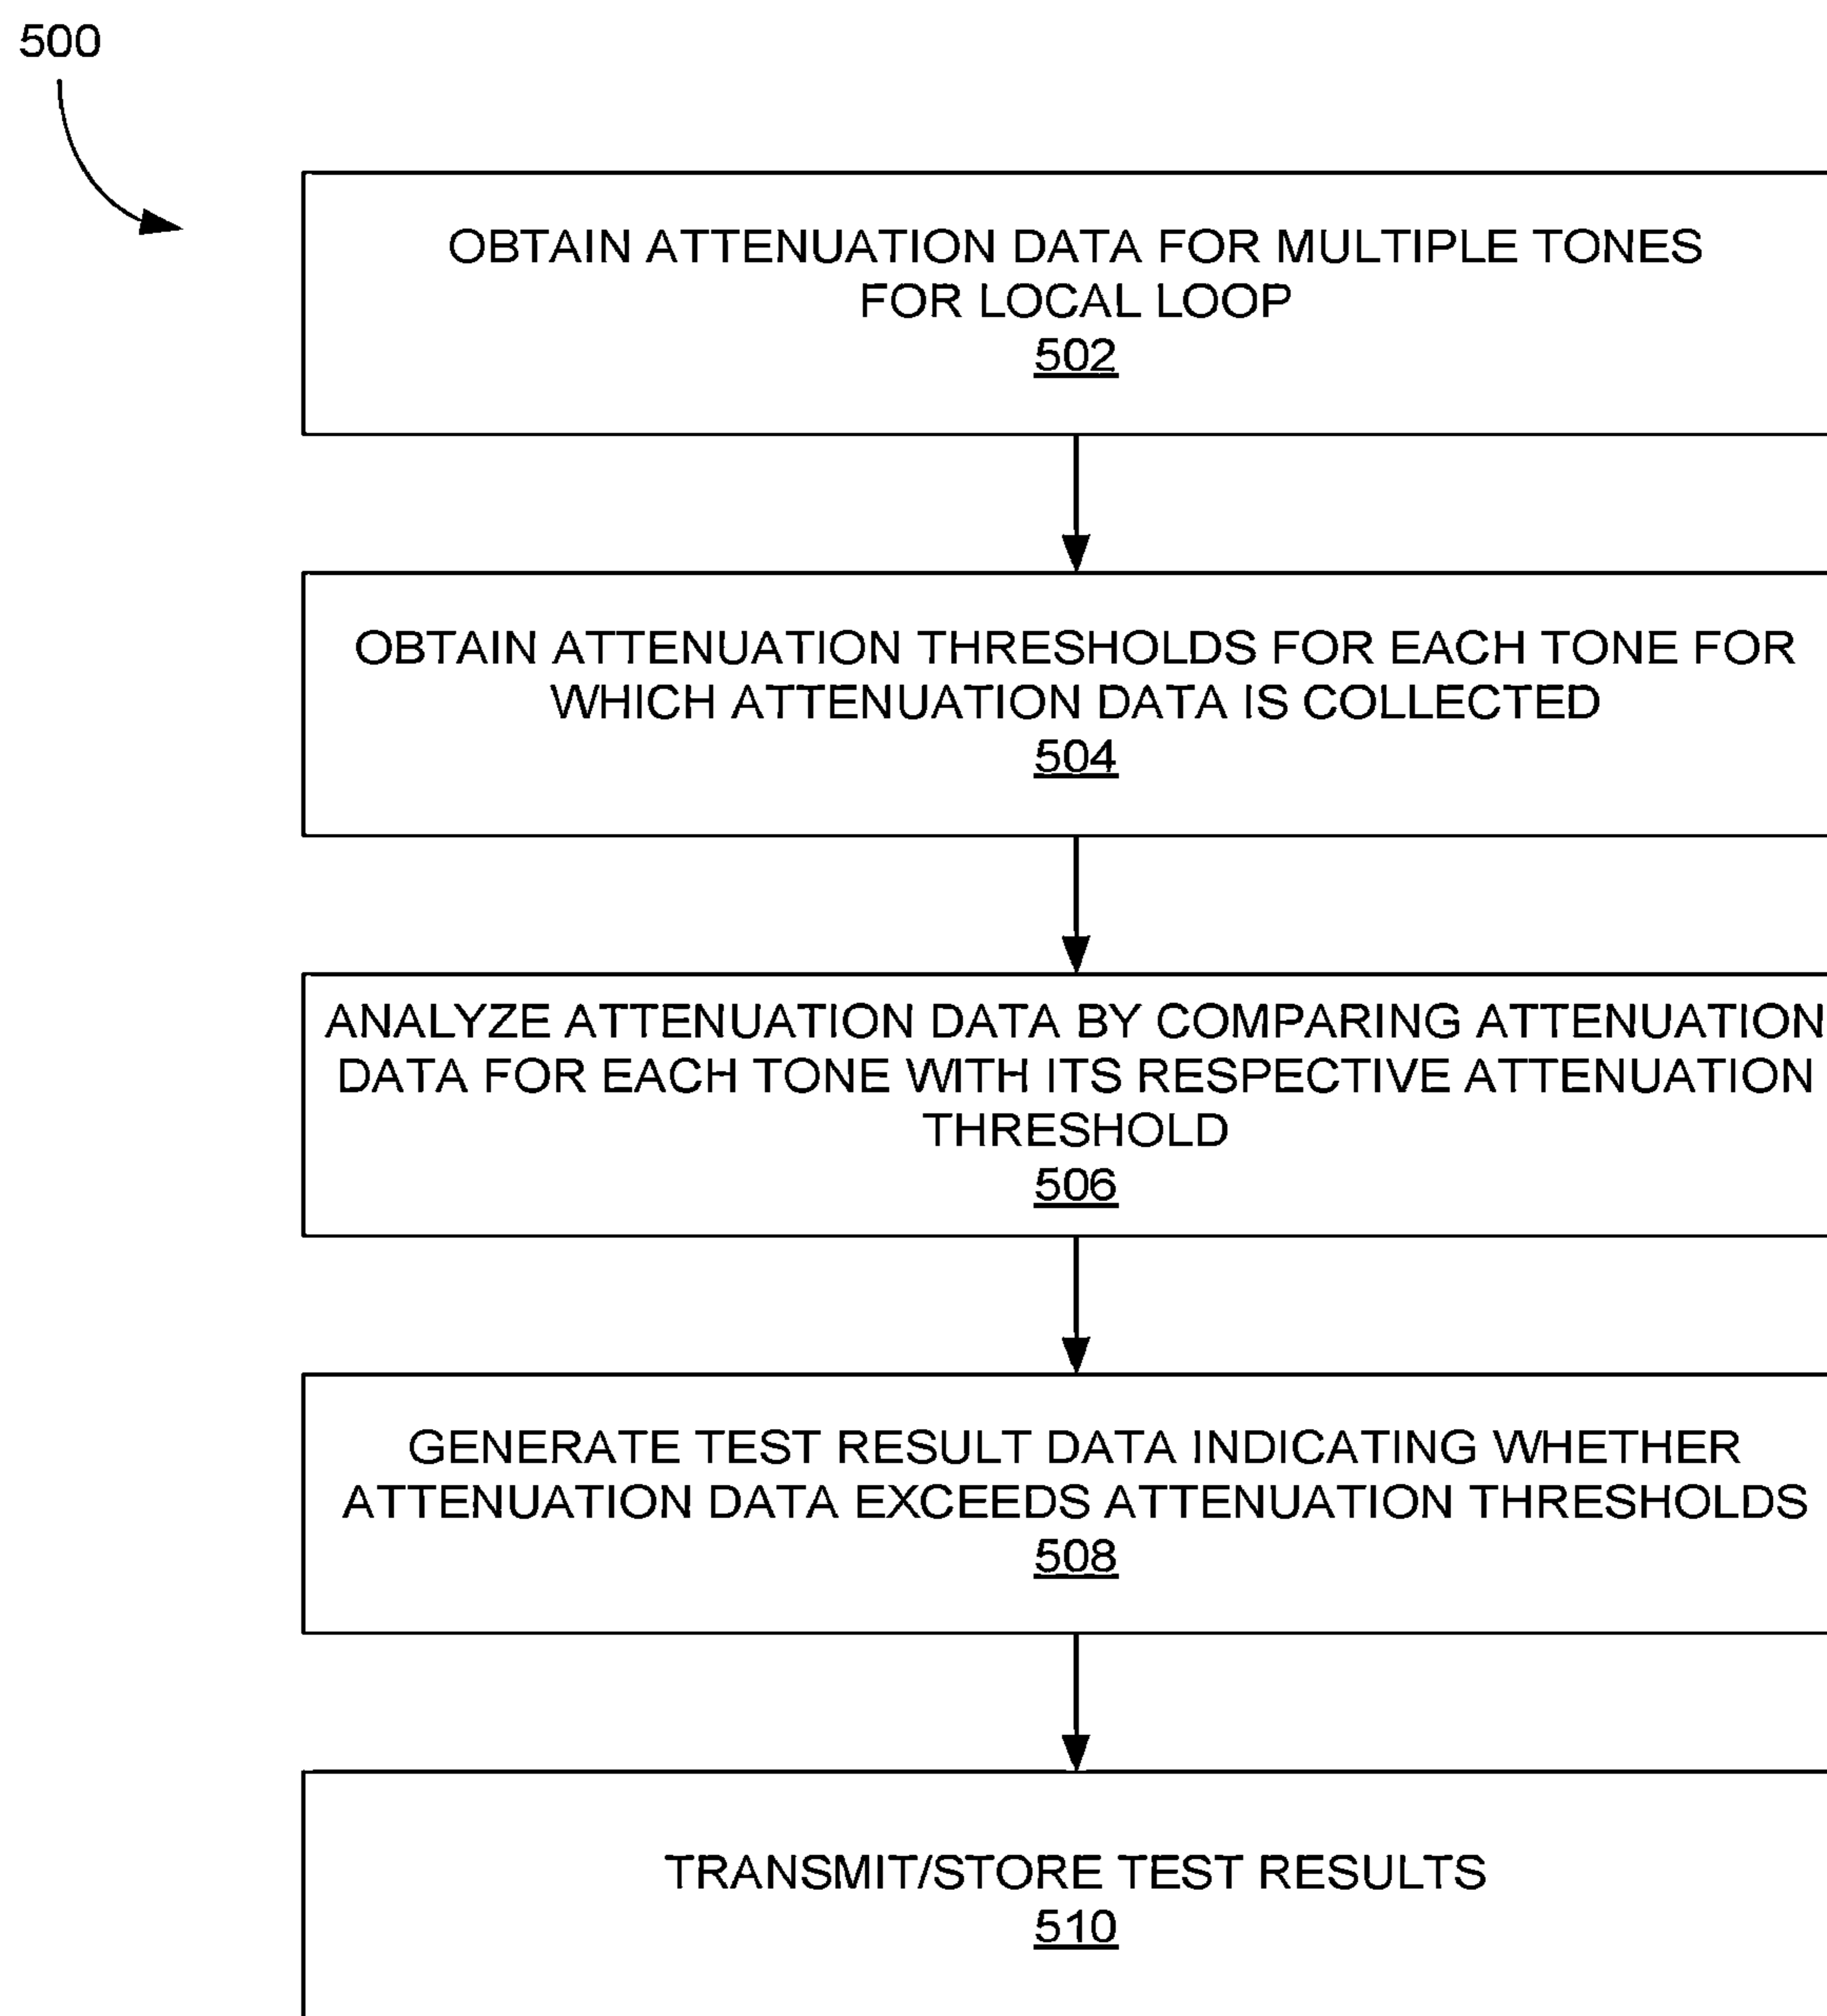 500
OBTAIN ATTENUATION DATA FOR MULTIPLE TONES
FOR LOCAL LOOP
502
OBTAIN ATTENUATION THRESHOLDS FOR EACH TONE FOR
WHICH ATTENUATION DATA IS COLLECTED
504
ANALYZE ATTENUATION DATA BY COMPARING ATTENUATION
DATA FOR EACH TONE WITH ITS RESPECTIVE ATTENUATION
THRESHOLD
506
GENERATE TEST RESULT DATA INDICATING WHETHER
ATTENUATION DATA EXCEEDS ATTENUATION THRESHOLDS
508
TRANSMIT/STORE TEST RESULTS
510